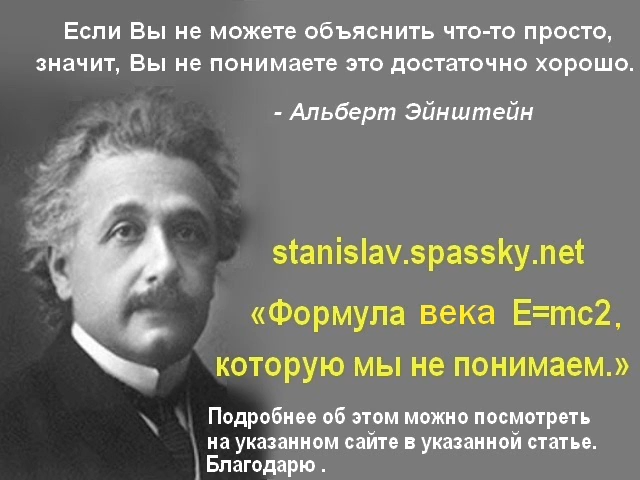 Если Вы не можете объяснить что-то просто,
значит, Вы не понимаете это достаточно хорошо.
- Альберт Эйнштейн
stanislav.spassky.net
«Формула века E=mc2,
которую мы не понимаем.»
Подробнее об этом можно посмотреть
на указанном сайте в указанной статье.
Благодарю .